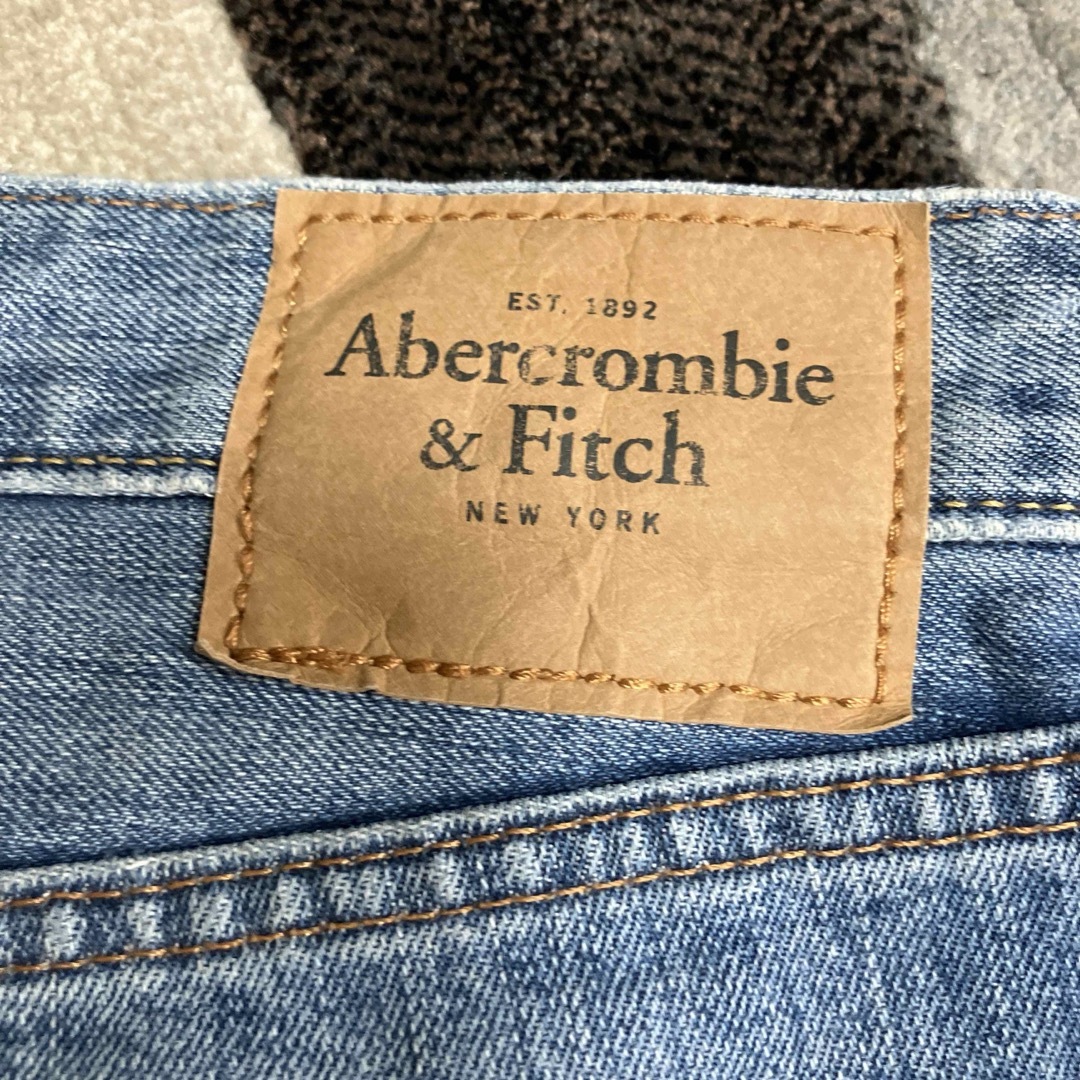 EST. 1892
Abercrombie
& Fitch
NEW YORK